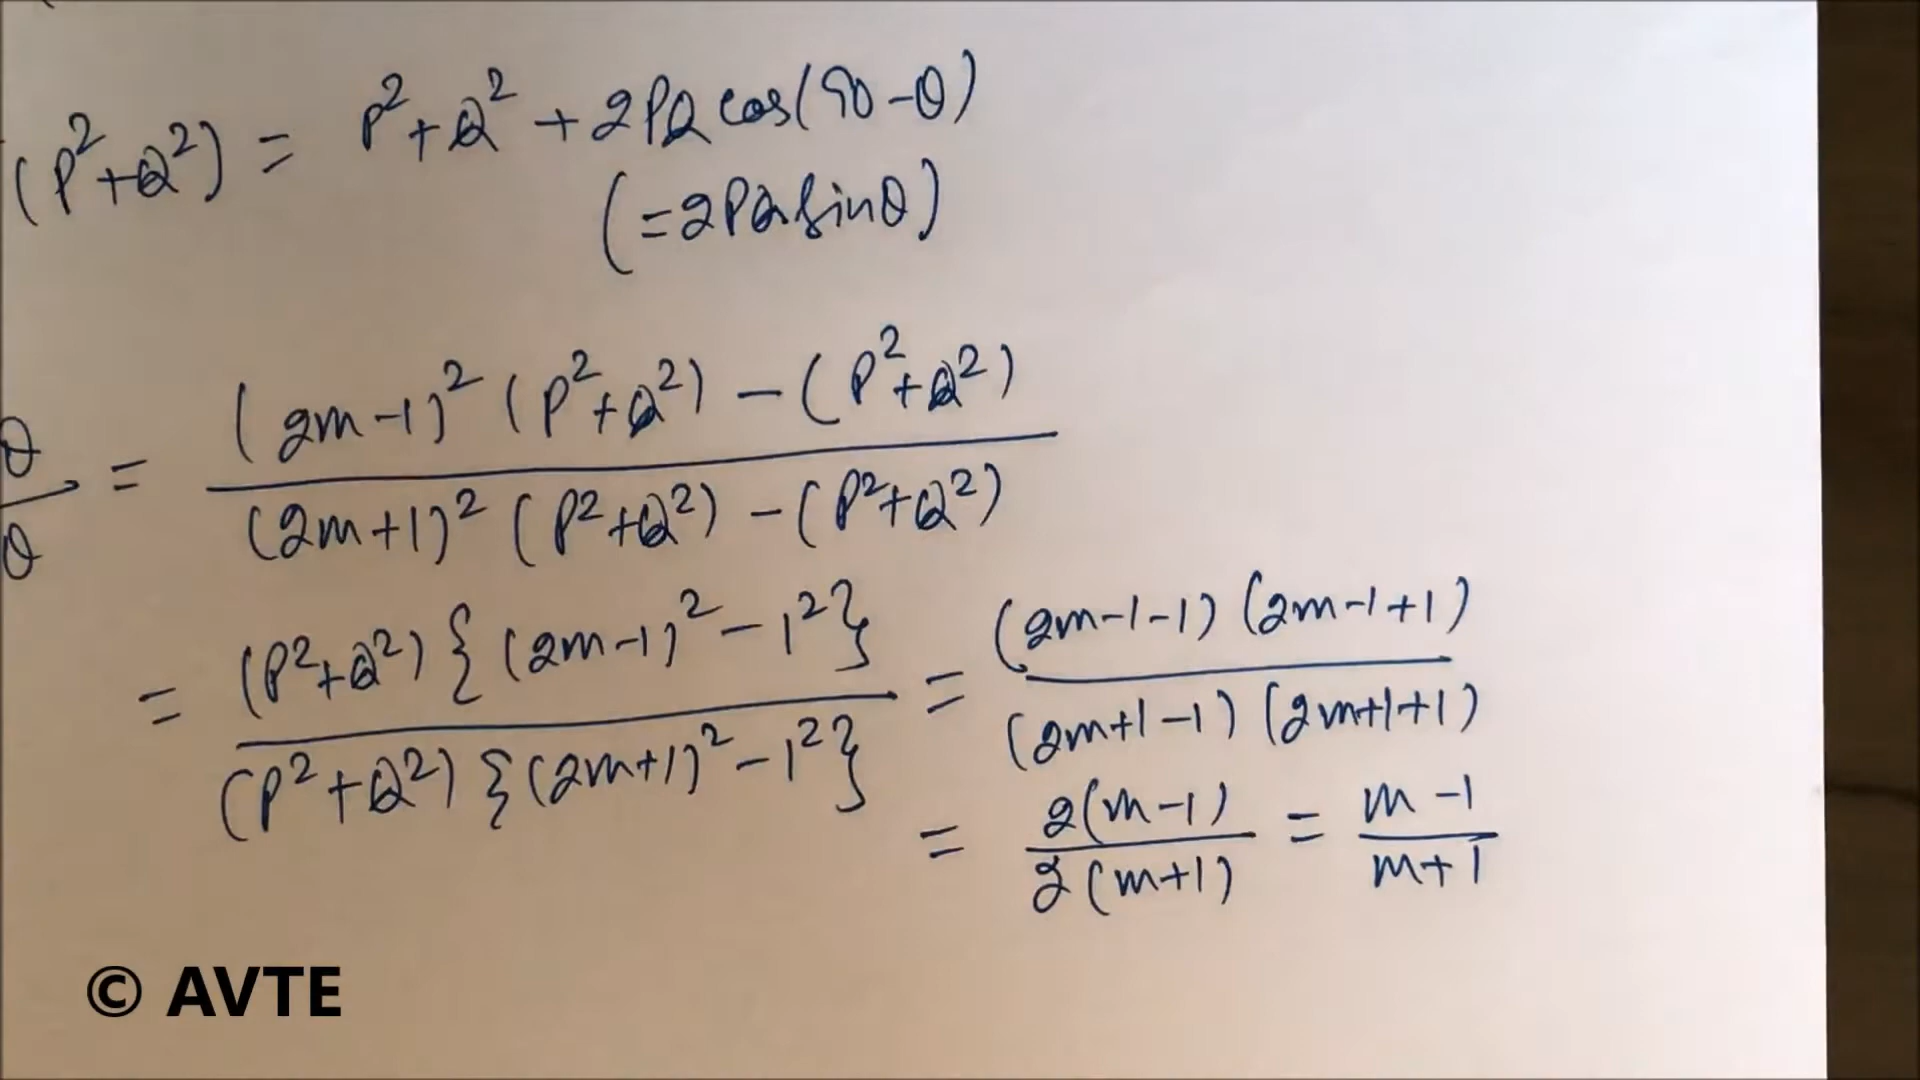 (P²+Q²) = P²+Q² + 2PQ cos(90-θ)
(=2PQ sinθ)
θ/θ = (2m-1)² (P²+Q²) - (P²+Q²) / (2m+1)² (P²+Q²) - (P²+Q²)
= (P²+Q²) {(2m-1)² - 1²} / (P²+Q²) {(2m+1)² - 1²} = (2m-1-1) (2m-1+1) / (2m+1-1) (2m+1+1)
= 2(m-1) / 2(m+1) = m-1 / m+1
© AVTE